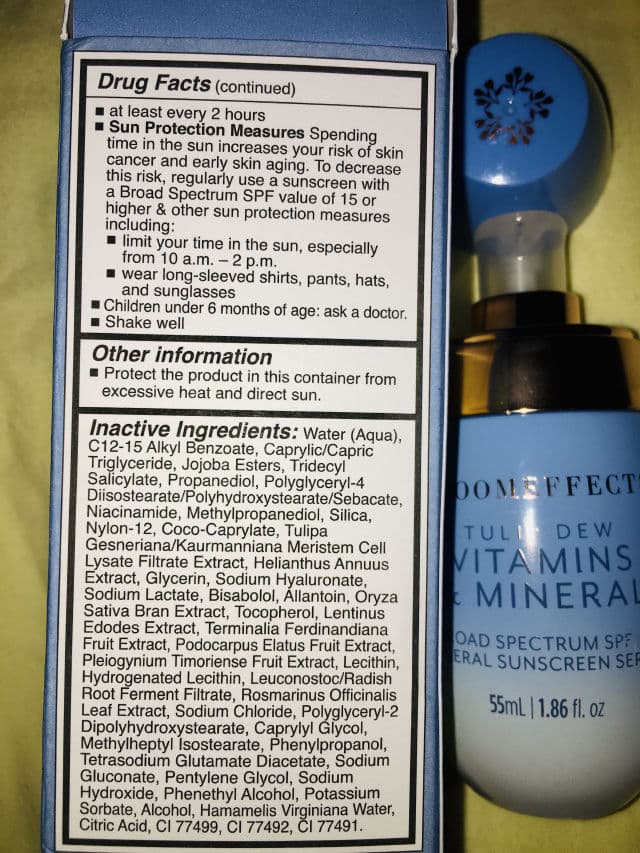 Drug Facts (continued)
■ at least every 2 hours
■ Sun Protection Measures Spending
time in the sun increases your risk of skin
cancer and early skin aging. To decrease
this risk, regularly use a sunscreen with
a Broad Spectrum SPF value of 15 or
higher & other sun protection measures
including:
■ limit your time in the sun, especially
from 10 a.m. – 2 p.m.
■ wear long-sleeved shirts, pants, hats,
and sunglasses
■ Children under 6 months of age: ask a doctor.
■ Shake well
Other information
■ Protect the product in this container from
excessive heat and direct sun.
Inactive Ingredients: Water (Aqua),
C12-15 Alkyl Benzoate, Caprylic/Capric
Triglyceride, Jojoba Esters, Tridecyl
Salicylate, Propanediol, Polyglyceryl-4
Diisostearate/Polyhydroxystearate/Sebacate,
Niacinamide, Methylpropanediol, Silica,
Nylon-12, Coco-Caprylate, Tulipa
Gesneriana/Kaurmanniana Meristem Cell
Lysate Filtrate Extract, Helianthus Annuus
Extract, Glycerin, Sodium Hyaluronate,
Sodium Lactate, Bisabolol, Allantoin, Oryza
Sativa Bran Extract, Tocopherol, Lentinus
Edodes Extract, Terminalia Ferdinandiana
Fruit Extract, Podocarpus Elatus Fruit Extract,
Pleiogynium Timoriense Fruit Extract, Lecithin,
Hydrogenated Lecithin, Leuconostoc/Radish
Root Ferment Filtrate, Rosmarinus Officinalis
Leaf Extract, Sodium Chloride, Polyglyceryl-2
Dipolyhydroxystearate, Caprylyl Glycol,
Methylheptyl Isostearate, Phenylpropanol,
Tetrasodium Glutamate Diacetate, Sodium
Gluconate, Pentylene Glycol, Sodium
Hydroxide, Phenethyl Alcohol, Potassium
Sorbate, Alcohol, Hamamelis Virginiana Water,
Citric Acid, CI 77499, CI 77492, CI 77491.
OOMEFFECT
TULIP DEW
VITAMINS
& MINERAL
OAD SPECTRUM SPF
ERAL SUNSCREEN SER
55mL | 1.86 fl. oz